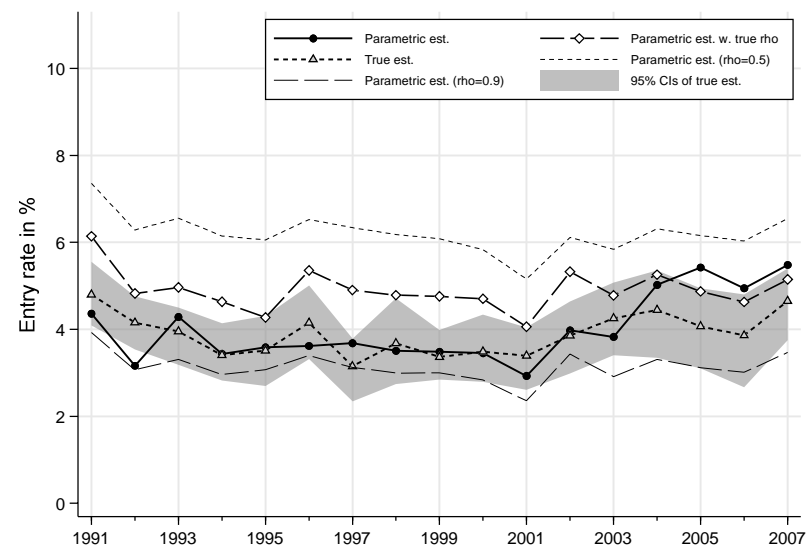 Parametric est.
Parametric est. w. true rho
True est.
Parametric est. (rho=0.5)
Parametric est. (rho=0.9)
95% CIs of true est.
Entry rate in %
10
8
6
4
2
0
1991 1993 1995 1997 1999 2001 2003 2005 2007